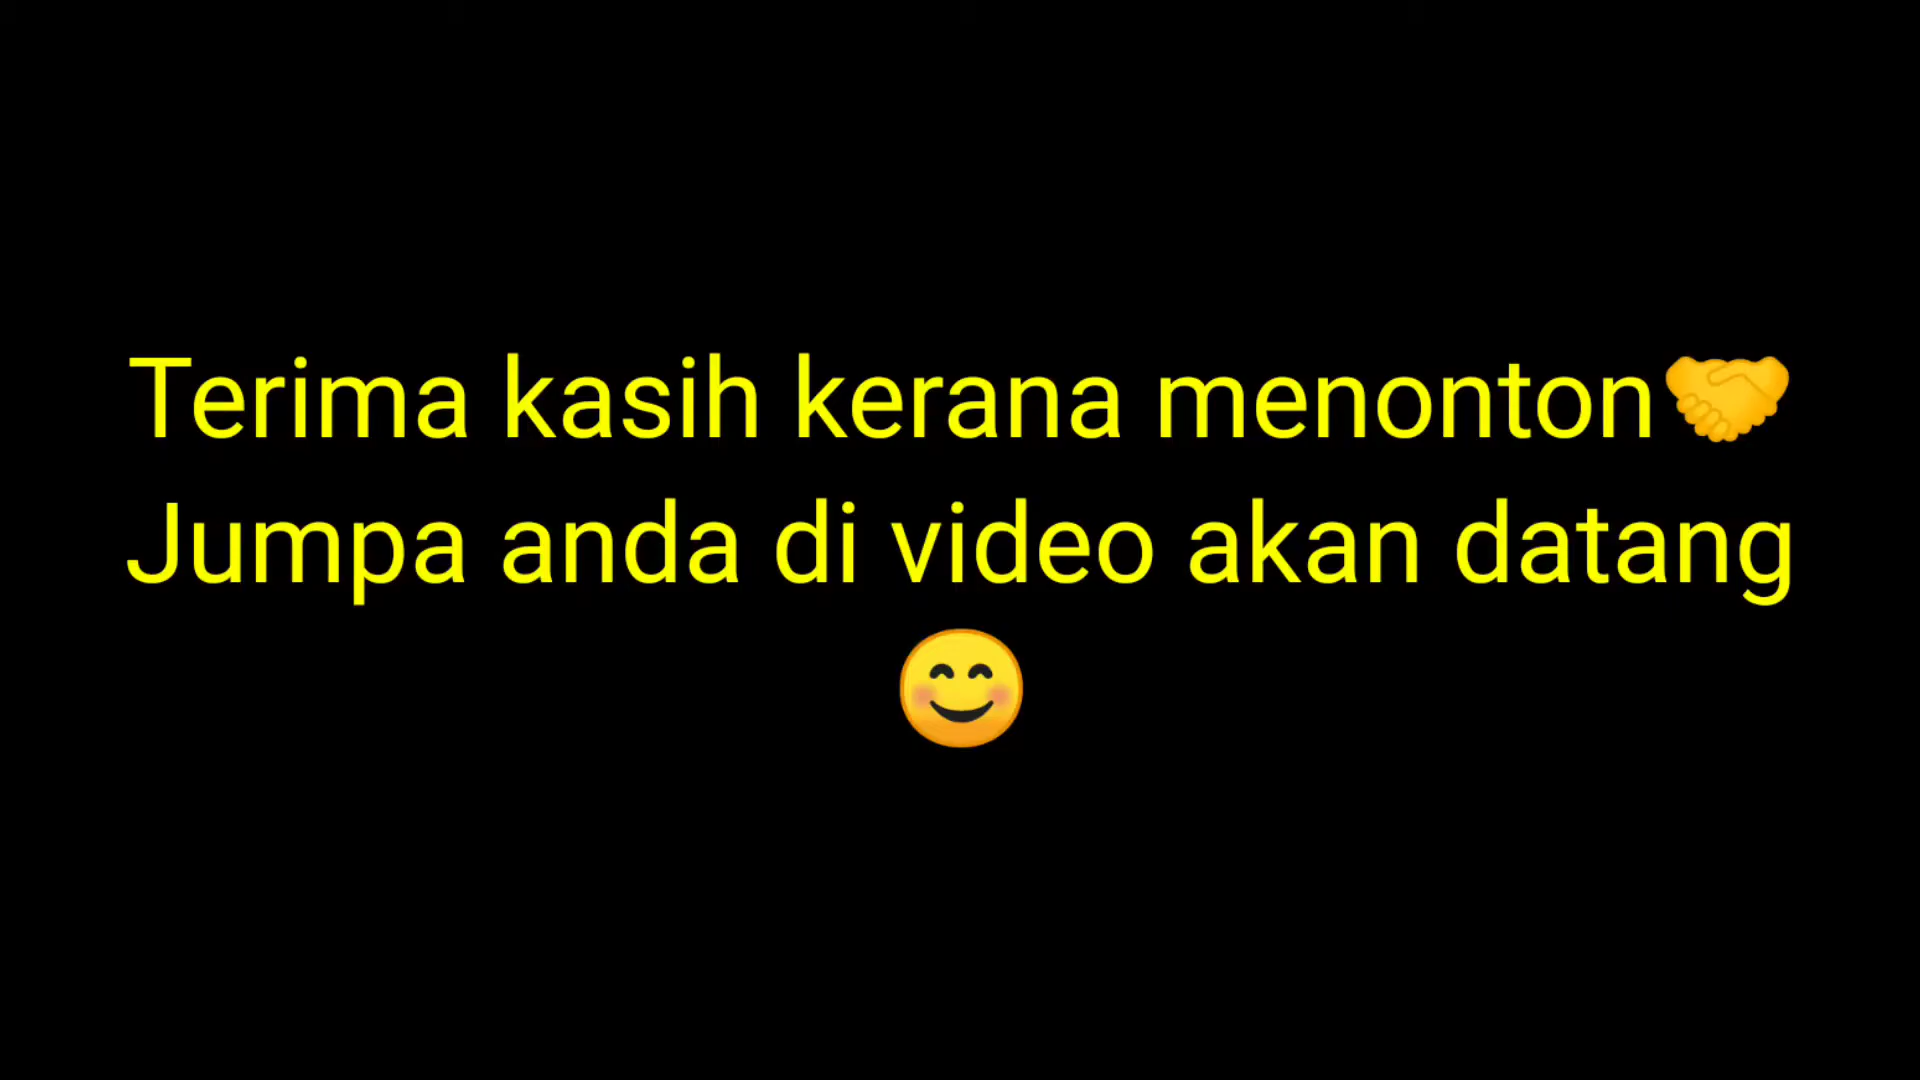 Terima kasih kerana menonton🤝
Jumpa anda di video akan datang
😊